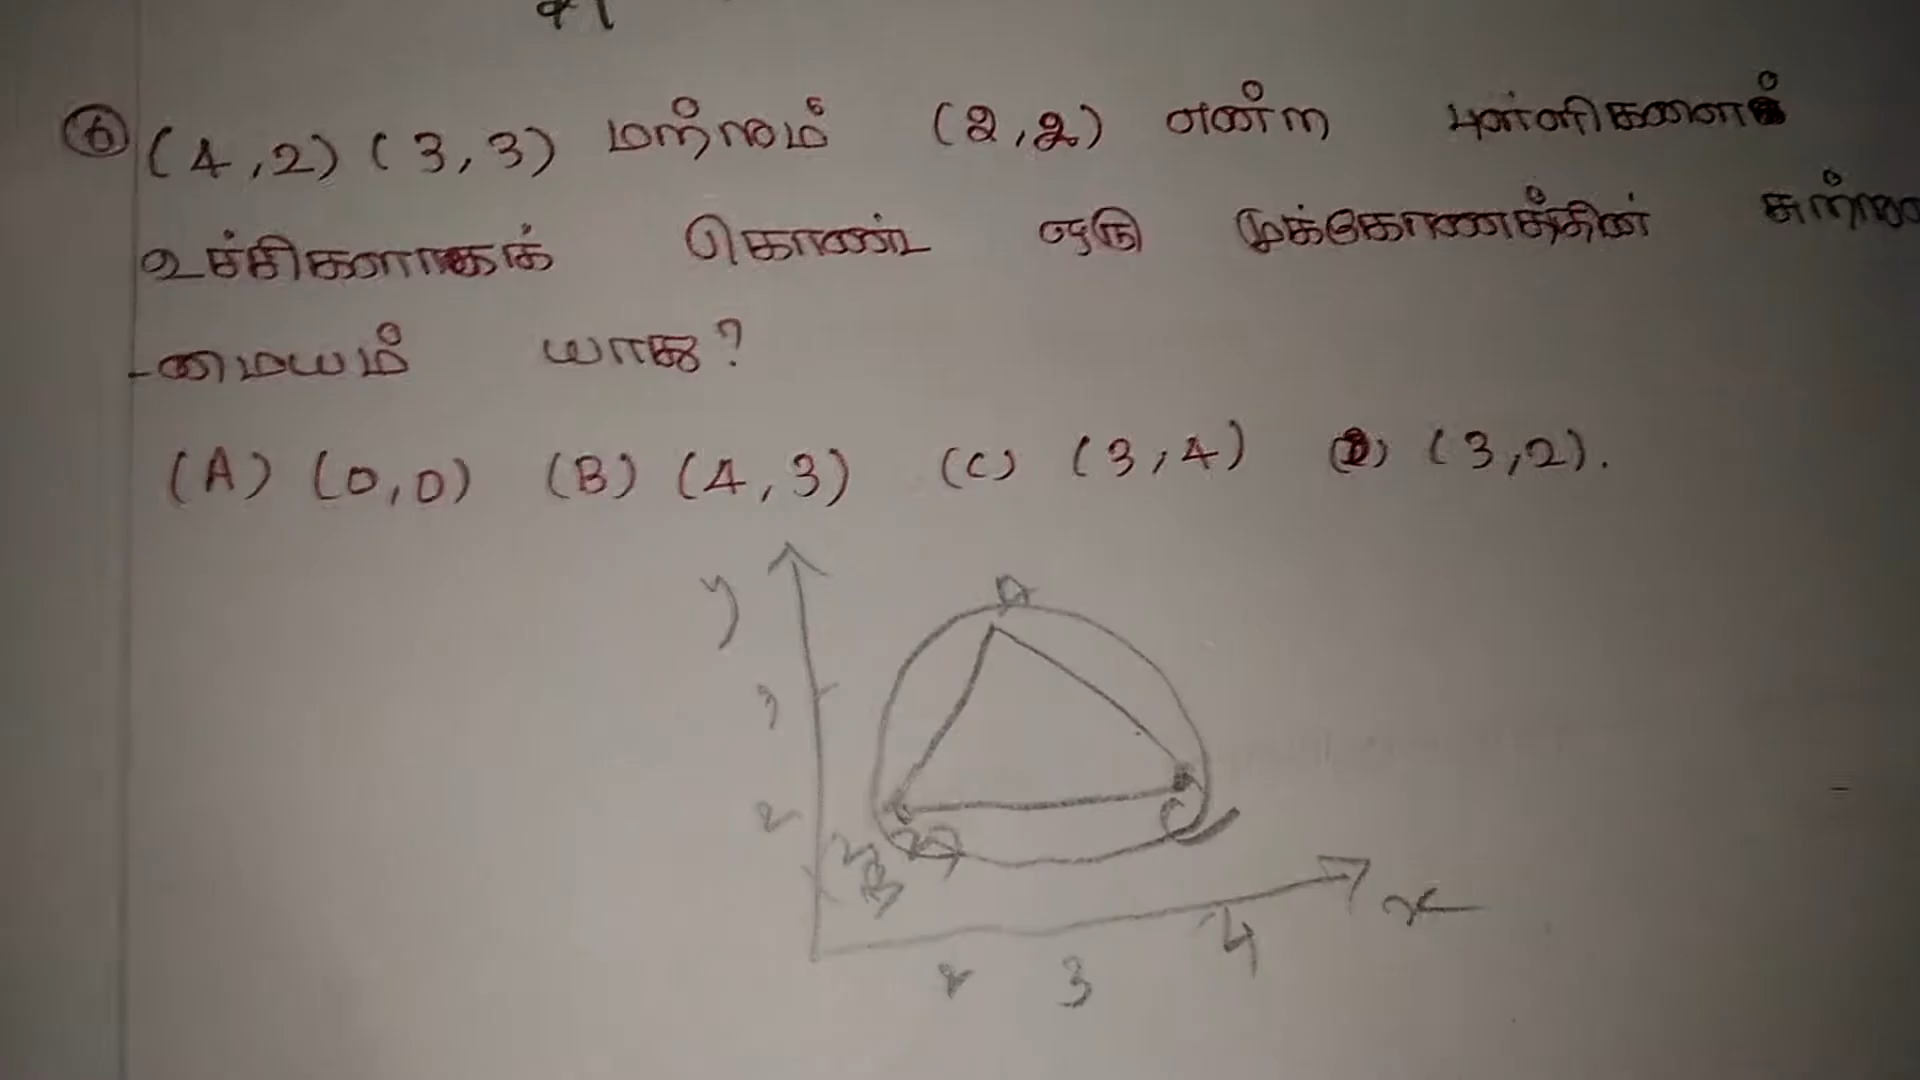 6 (4,2) (3,3) மற்றும் (2,2) என்ற புள்ளிகளைக்
உச்சிகளாகக் கொண்ட ஒரு முக்கோணத்தின் சுற்று
-மையம் யாது?
(A) (0,0) (B) (4,3) (C) (3,4) (D) (3,2).
y
A
3
2
B
C
x
2 3 4